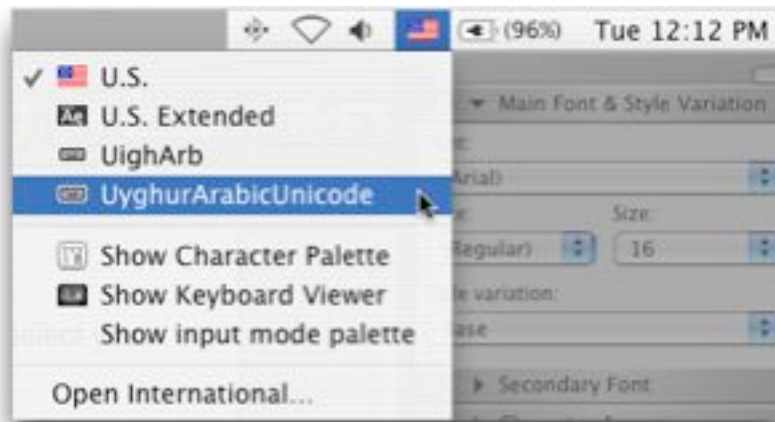 (96%) Tue 12:12 PM
U.S.
U.S. Extended
UighArb
UyghurArabicUnicode
Show Character Palette
Show Keyboard Viewer
Show input mode palette
Open International...
Main Font & Style Variation
Arial)
Size:
Regular) 16
variation:
Secondary Font